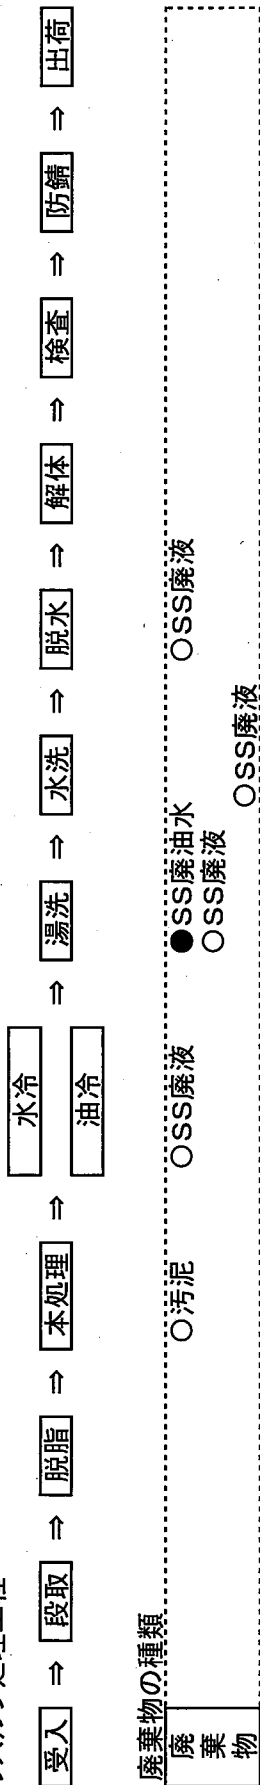 受入 ⇒ 段取 ⇒ 脱脂 ⇒ 本処理 ⇒ 水冷 ⇒ 湯洗 ⇒ 水洗 ⇒ 脱水 ⇒ 解体 ⇒ 検査 ⇒ 防錆 ⇒ 出荷
油冷
廃棄物の種類
廃棄物
○汚泥
○SS廃液
●SS廃油水
○SS廃液
○SS廃液
○SS廃液